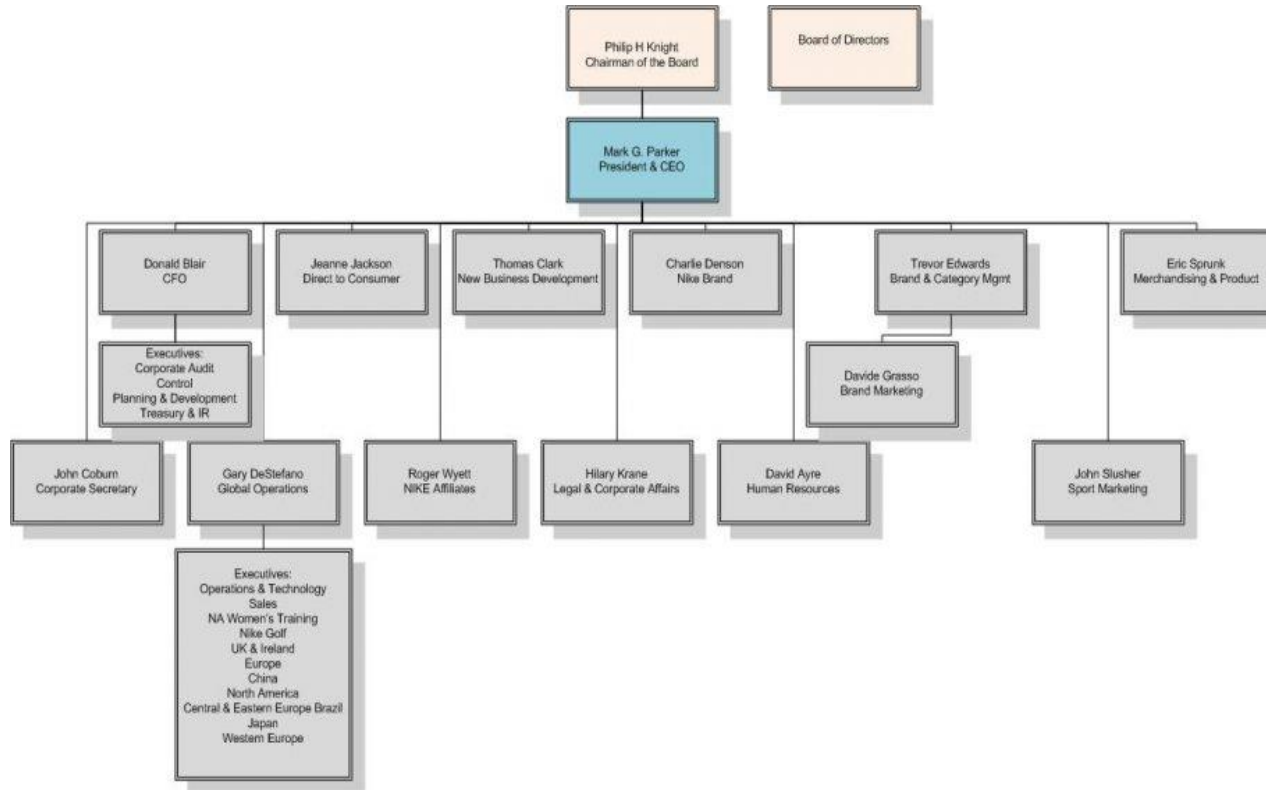 Philip H Knight
Chairman of the Board
Board of Directors
Mark G. Parker
President & CEO
Donald Blair
CFO
Jeanne Jackson
Direct to Consumer
Thomas Clark
New Business Development
Charlie Denson
Nike Brand
Trevor Edwards
Brand & Category Mgmt
Eric Sprunk
Merchandising & Product
Executives:
Corporate Audit
Control
Planning & Development
Treasury & IR
Davide Grasso
Brand Marketing
John Coburn
Corporate Secretary
Gary DeStefano
Global Operations
Roger Wyett
NIKE Affiliates
Hilary Krane
Legal & Corporate Affairs
David Ayre
Human Resources
John Slusher
Sport Marketing
Executives:
Operations & Technology
Sales
NA Women's Training
Nike Golf
UK & Ireland
Europe
China
North America
Central & Eastern Europe Brazil
Japan
Western Europe